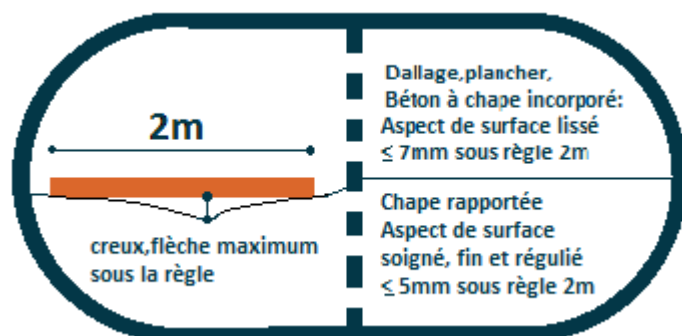 2m
creux,flèche maximum
sous la règle
Dallage,plancher,
Béton à chape incorporé:
Aspect de surface lissé
≤ 7mm sous règle 2m
Chape rapportée
Aspect de surface
soigné, fin et régulié
≤ 5mm sous règle 2m